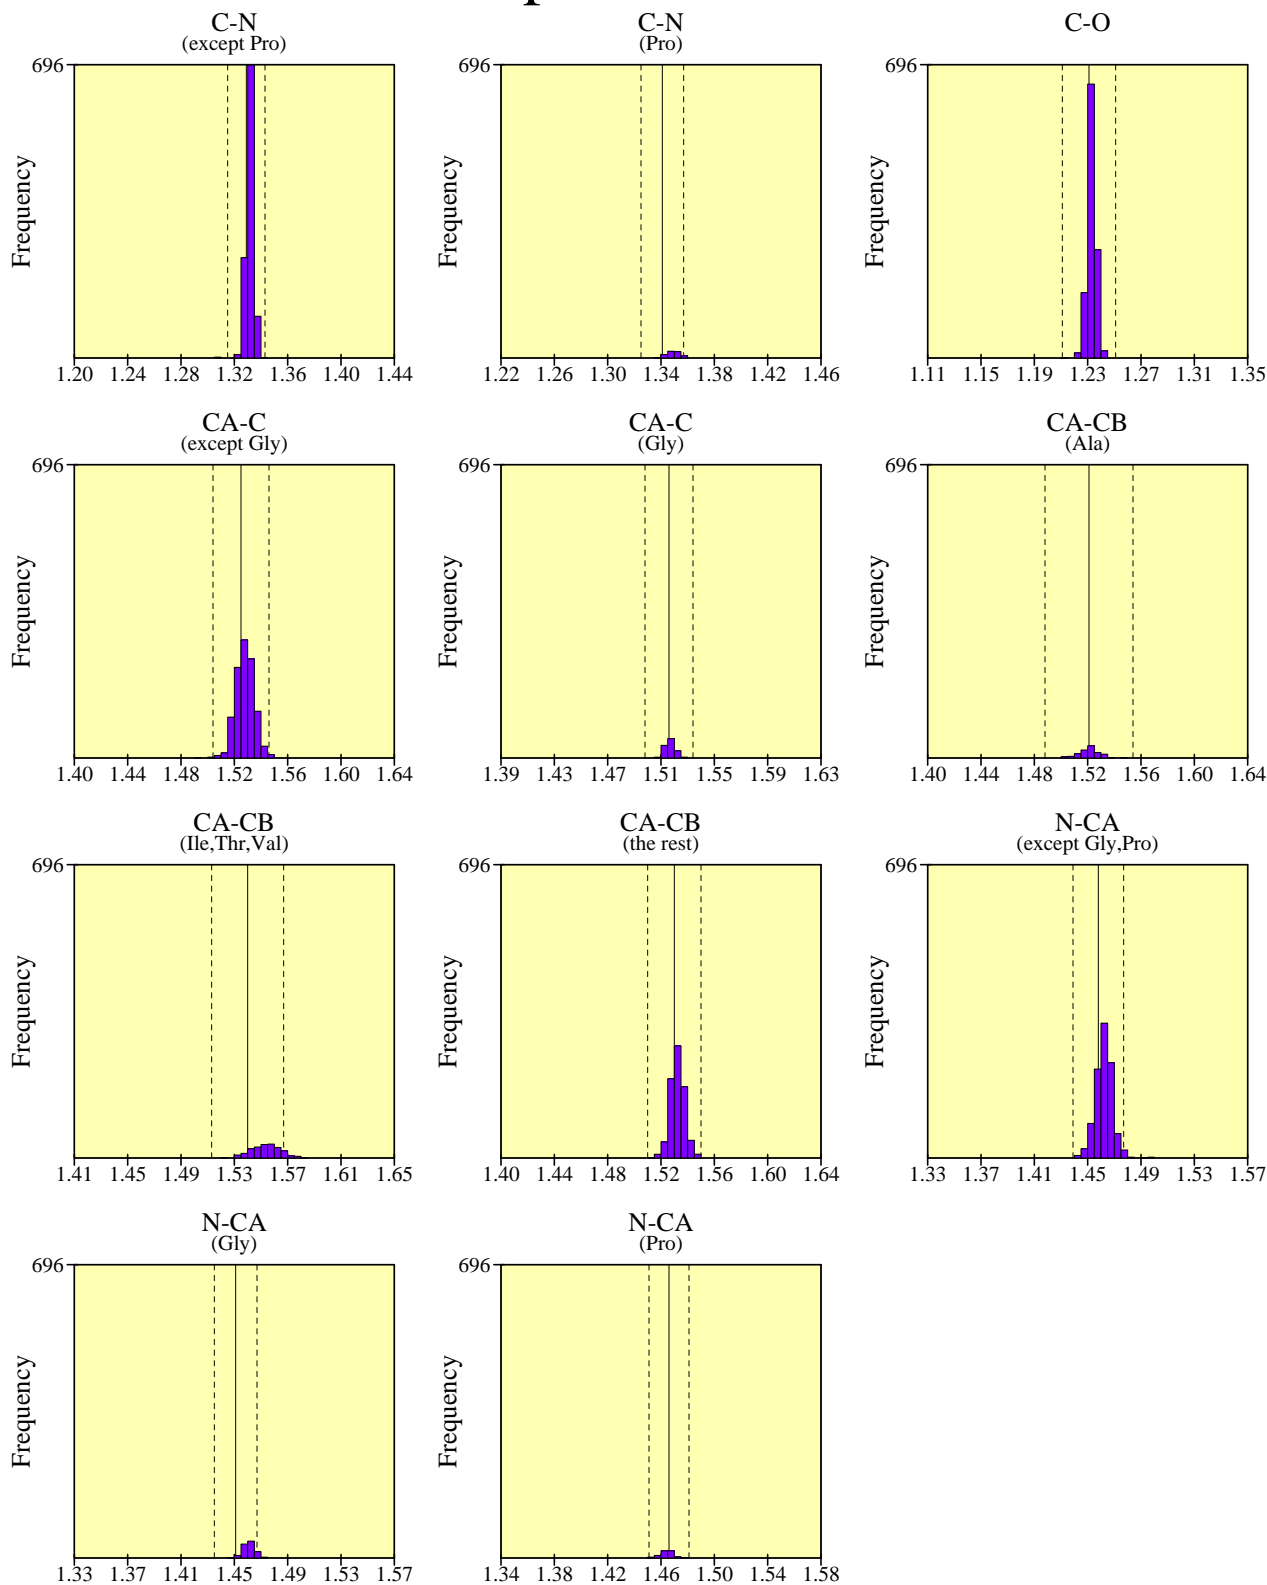 C-N C-N C-O
(except Pro) (Pro)
696 696 696
Frequency Frequency Frequency
1.20 1.24 1.28 1.32 1.36 1.40 1.44 1.22 1.26 1.30 1.34 1.38 1.42 1.46 1.11 1.15 1.19 1.23 1.27 1.31 1.35
CA-C CA-C CA-CB
(except Gly) (Gly) (Ala)
696 696 696
Frequency Frequency Frequency
1.40 1.44 1.48 1.52 1.56 1.60 1.64 1.39 1.43 1.47 1.51 1.55 1.59 1.63 1.40 1.44 1.48 1.52 1.56 1.60 1.64
CA-CB CA-CB N-CA
(Ile,Thr,Val) (the rest) (except Gly,Pro)
696 696 696
Frequency Frequency Frequency
1.41 1.45 1.49 1.53 1.57 1.61 1.65 1.40 1.44 1.48 1.52 1.56 1.60 1.64 1.33 1.37 1.41 1.45 1.49 1.53 1.57
N-CA N-CA
(Gly) (Pro)
696 696
Frequency Frequency
1.33 1.37 1.41 1.45 1.49 1.53 1.57 1.34 1.38 1.42 1.46 1.50 1.54 1.58